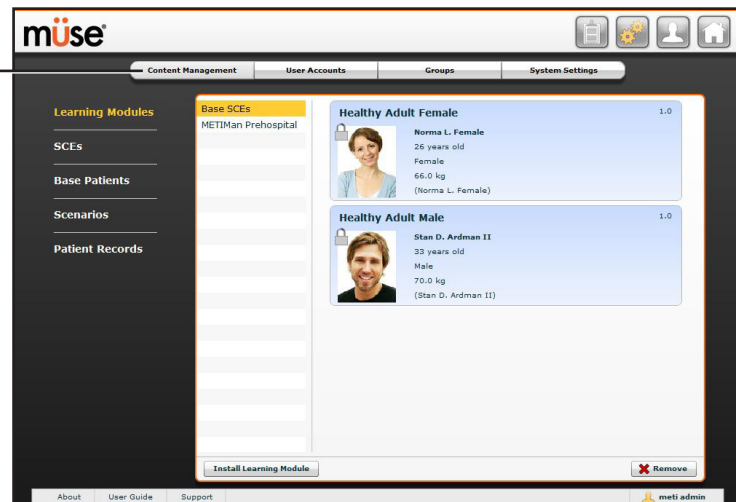 müse
Content Management
User Accounts
Groups
System Settings
Learning Modules
SCEs
Base Patients
Scenarios
Patient Records
Base SCEs
METIMan Prehospital
Healthy Adult Female 1.0
Norma L. Female
26 years old
Female
66.0 kg
(Norma L. Female)
Healthy Adult Male 1.0
Stan D. Ardman II
33 years old
Male
70.0 kg
(Stan D. Ardman II)
Install Learning Module
Remove
About
User Guide
Support
meti admin